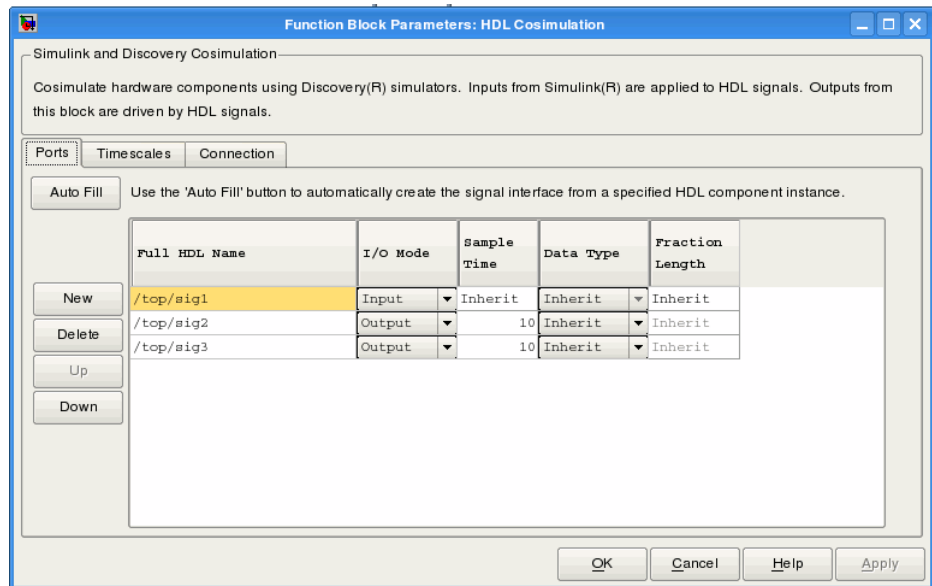 Function Block Parameters: HDL Cosimulation
Simulink and Discovery Cosimulation
Cosimulate hardware components using Discovery(R) simulators. Inputs from Simulink(R) are applied to HDL signals. Outputs from
this block are driven by HDL signals.
Ports Timescales Connection
Auto Fill Use the 'Auto Fill' button to automatically create the signal interface from a specified HDL component instance.
Full HDL Name I/O Mode Sample Time Data Type Fraction Length
New /top/sig1 Input Inherit Inherit Inherit
/top/sig2 Output 10 Inherit Inherit
Delete /top/sig3 Output 10 Inherit Inherit
Up
Down
OK Cancel Help Apply